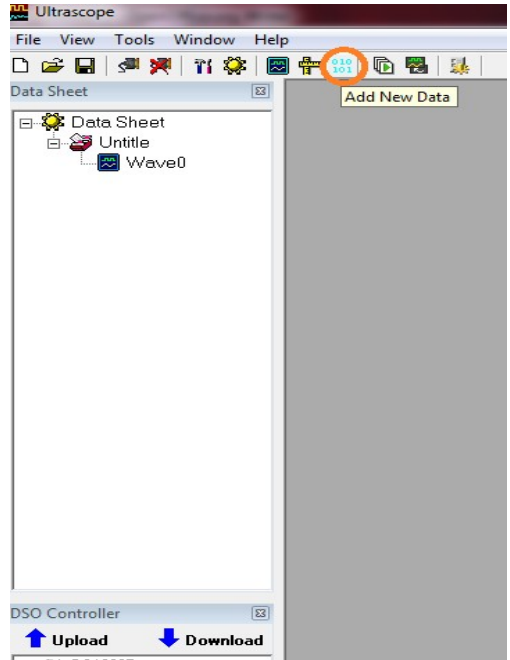 Ultrascope
File View Tools Window Help
010
101
Add New Data
Data Sheet
Data Sheet
Untitle
Wave0
DSO Controller
Upload Download